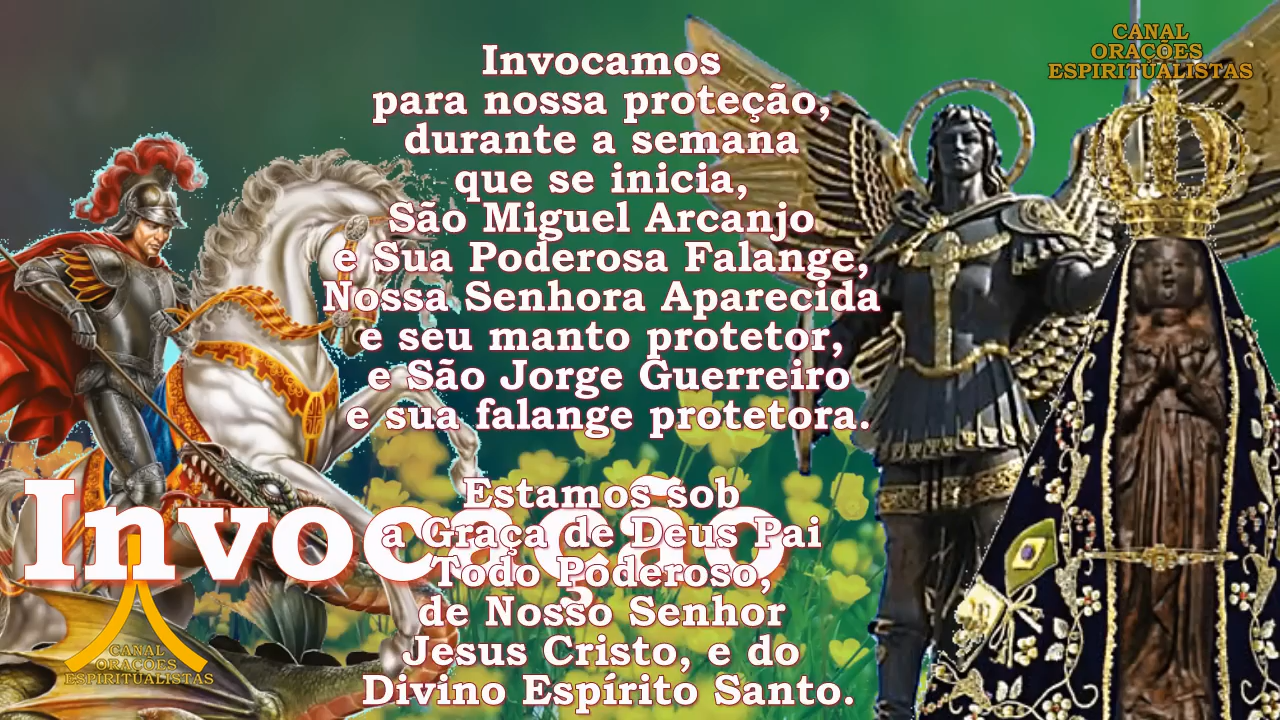 CANAL
ORAÇÕES
ESPIRITUALISTAS
Invocamos
para nossa proteção,
durante a semana
que se inicia,
São Miguel Arcanjo
e Sua Poderosa Falange,
Nossa Senhora Aparecida
e seu manto protetor,
e São Jorge Guerreiro
e sua falange protetora.
Invocação
Estamos sob
a Graça de Deus Pai
Todo Poderoso,
de Nosso Senhor
Jesus Cristo, e do
Divino Espírito Santo.
CANAL
ORAÇÕES
ESPIRITUALISTAS